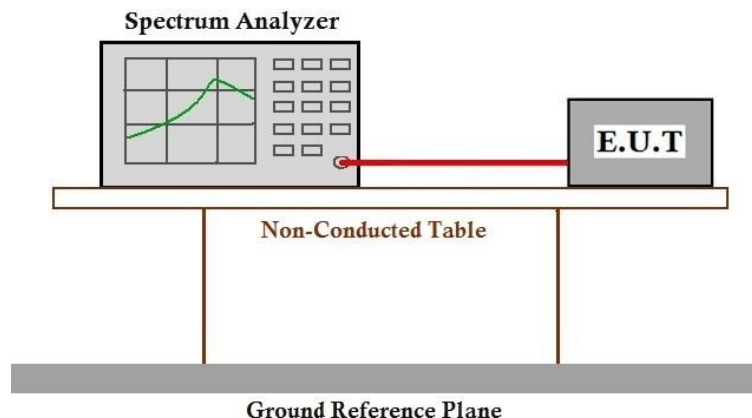 Spectrum Analyzer
E.U.T
Non-Conducted Table
Ground Reference Plane